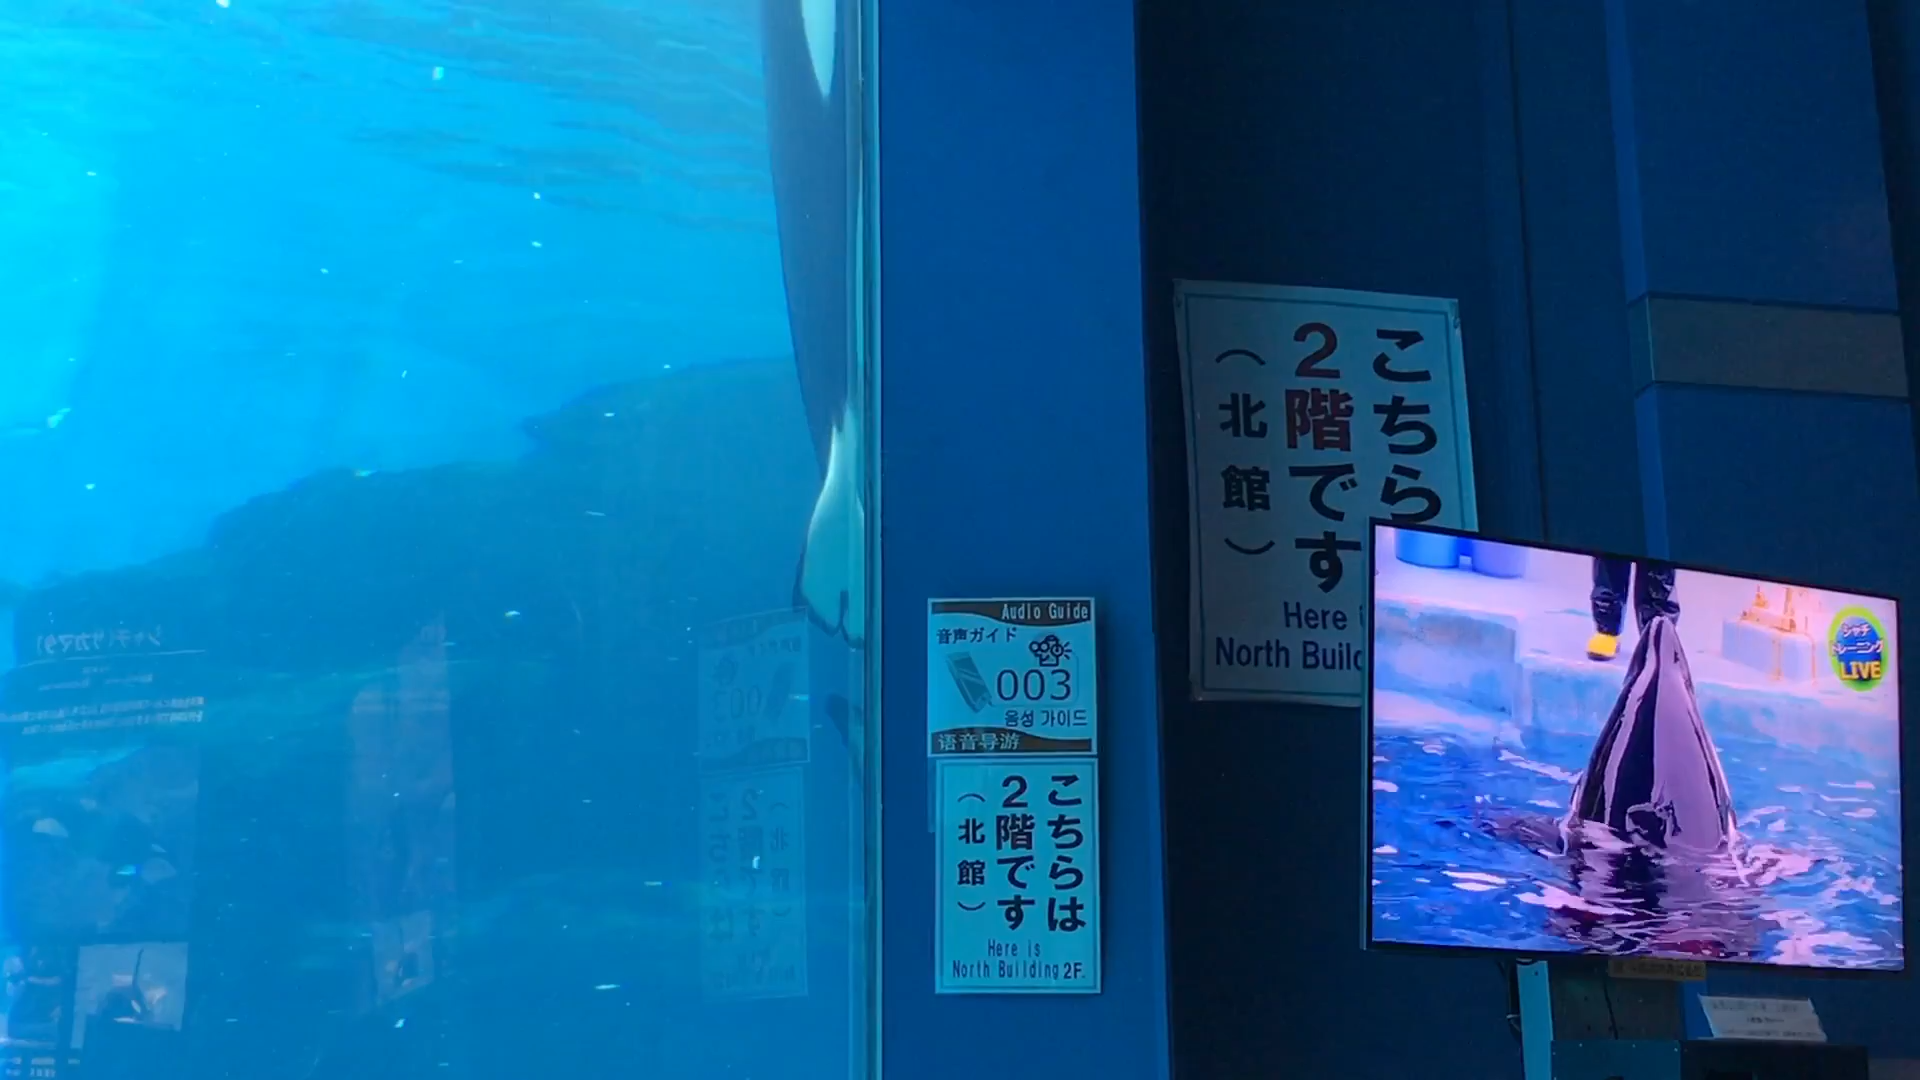 こちら
2階です
（北館）
Here
North Build
シャチ
トレーニング
LIVE
Audio Guide
音声ガイド
003
음성 가이드
语音导游
こちらは
2階です
（北館）
Here is
North Building 2F.